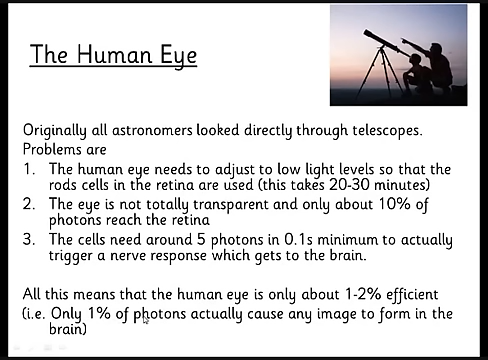 The Human Eye
Originally all astronomers looked directly through telescopes.
Problems are
1. The human eye needs to adjust to low light levels so that the
rods cells in the retina are used (this takes 20-30 minutes)
2. The eye is not totally transparent and only about 10% of
photons reach the retina
3. The cells need around 5 photons in 0.1s minimum to actually
trigger a nerve response which gets to the brain.
All this means that the human eye is only about 1-2% efficient
(i.e. Only 1% of photons actually cause any image to form in the
brain)